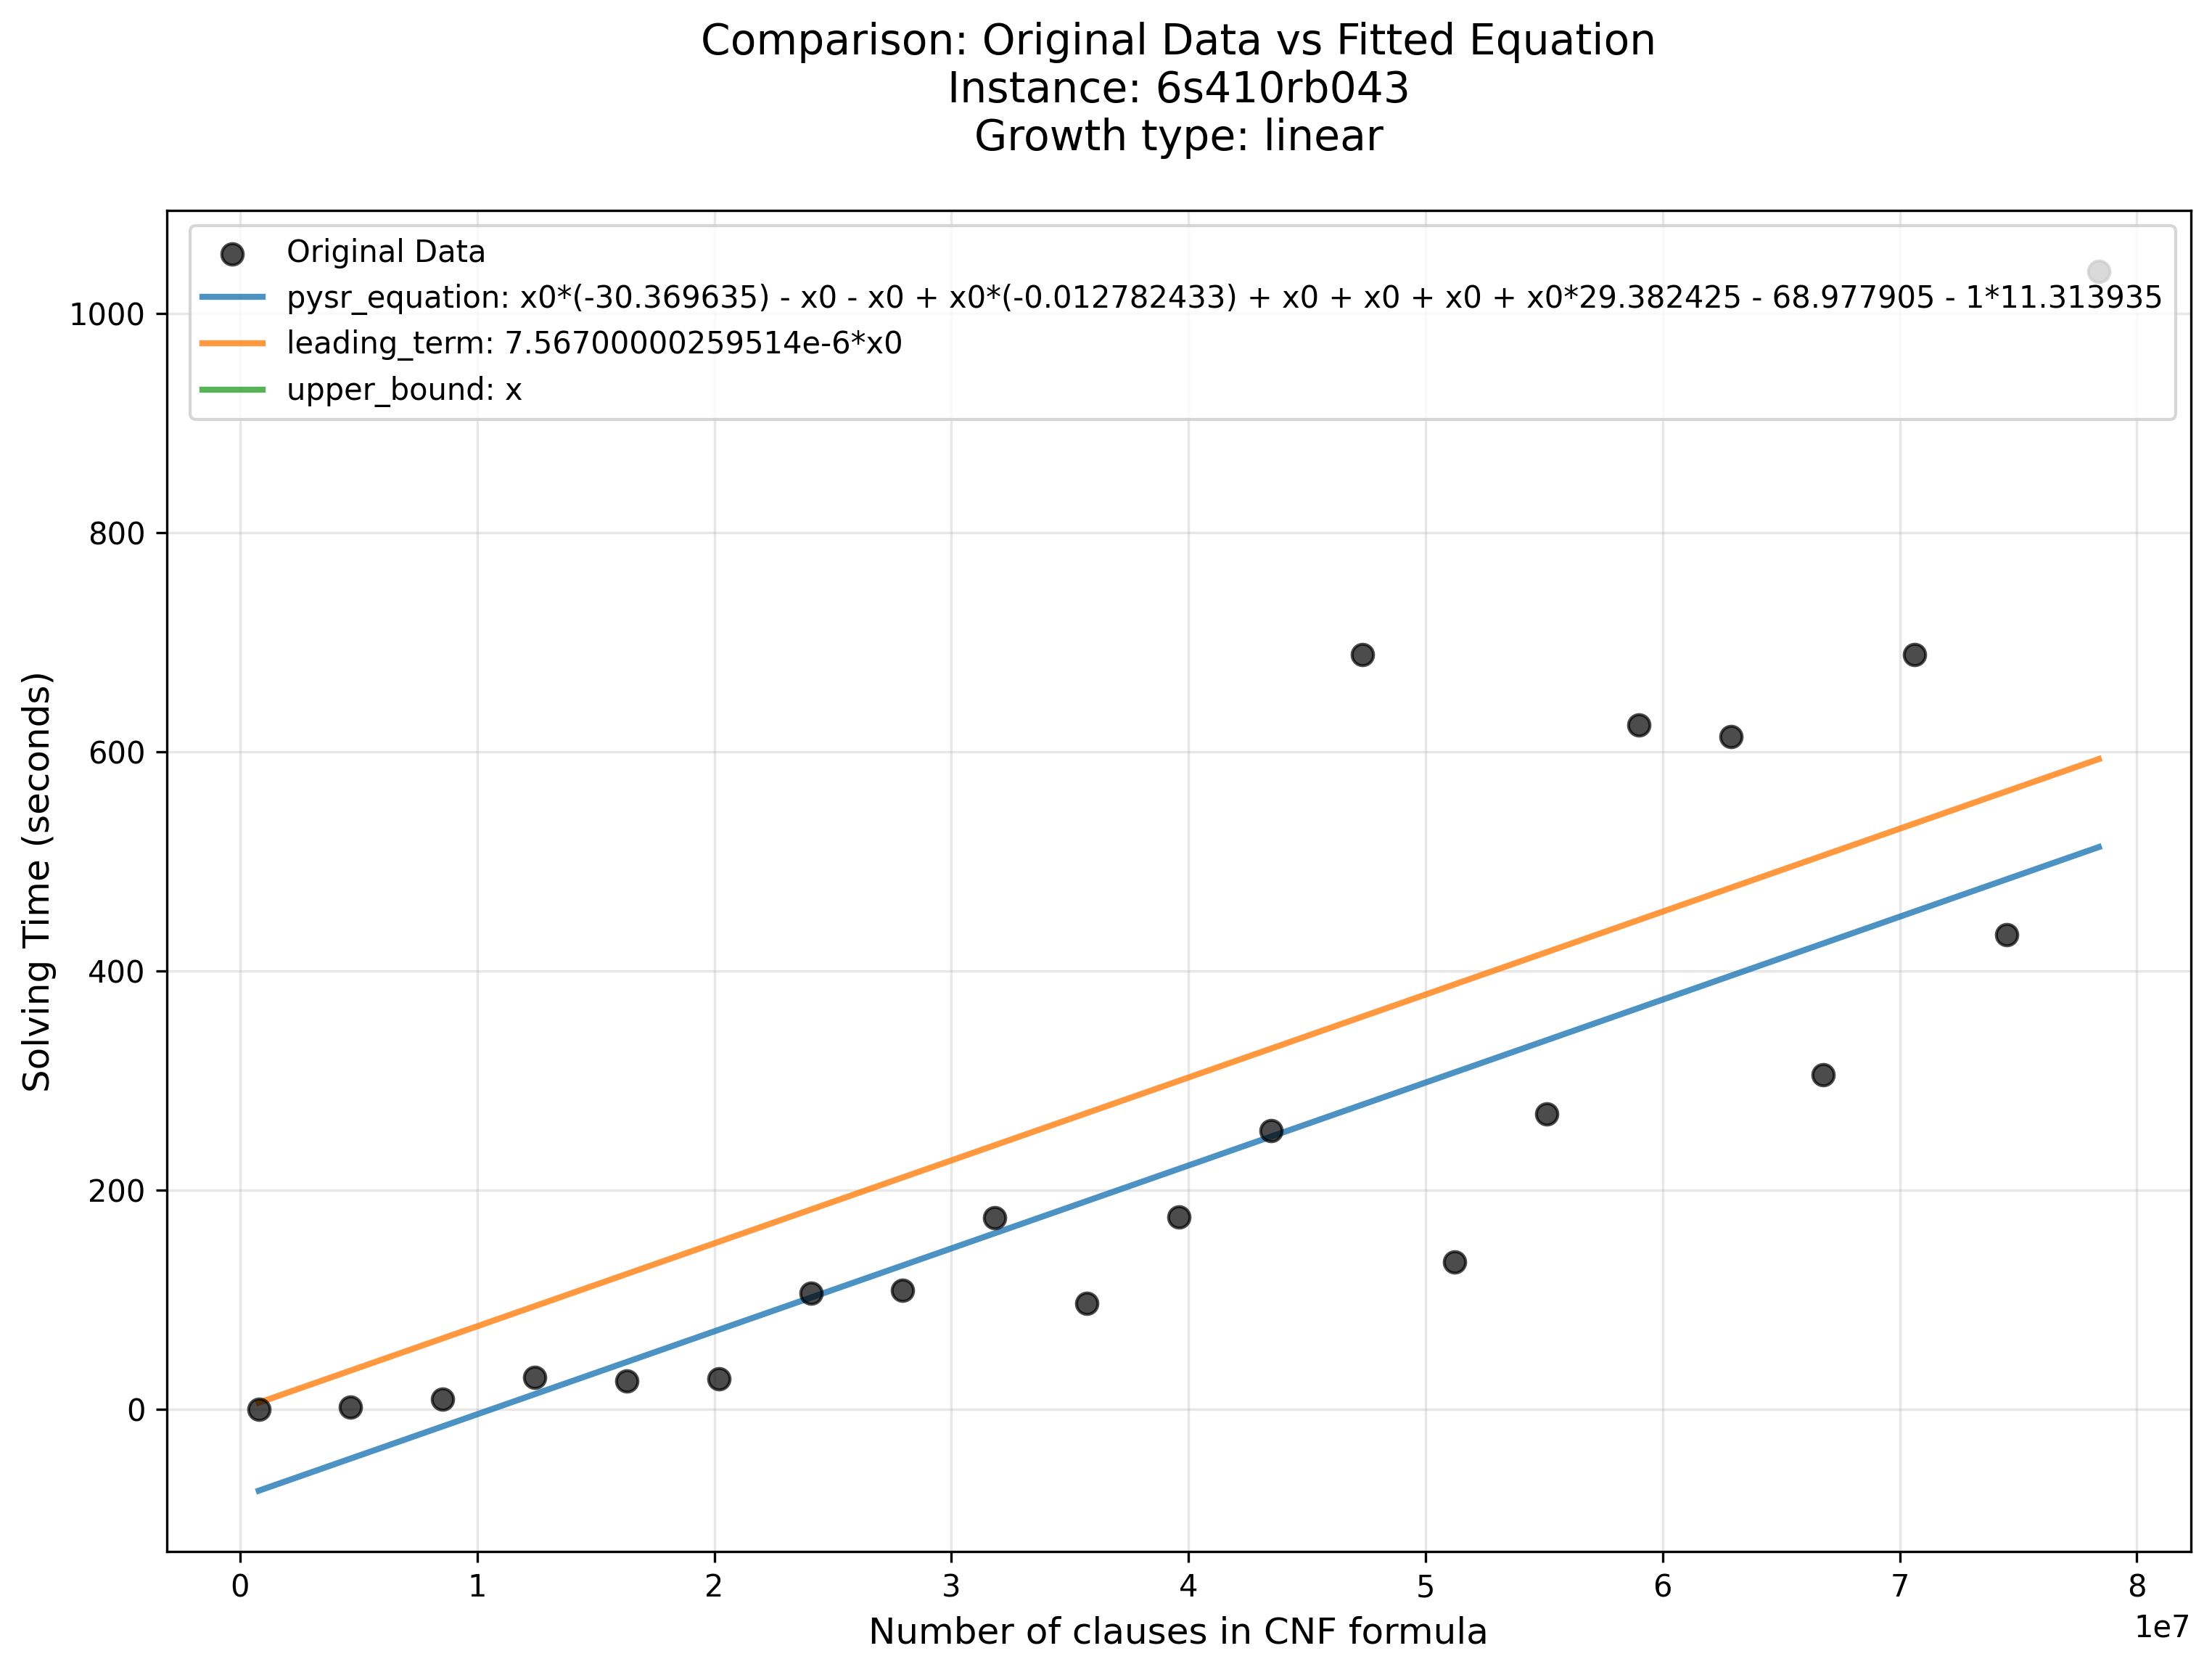 Comparison: Original Data vs Fitted Equation
Instance: 6s410rb043
Growth type: linear
Original Data
pysr_equation: x0*(-30.369635) - x0 - x0 + x0*(-0.012782433) + x0 + x0 + x0 + x0*29.382425 - 68.977905 - 1*11.313935
leading_term: 7.56700000259514e-6*x0
upper_bound: x
1000
800
600
400
200
0
Solving Time (seconds)
0 1 2 3 4 5 6 7 8
1e7
Number of clauses in CNF formula